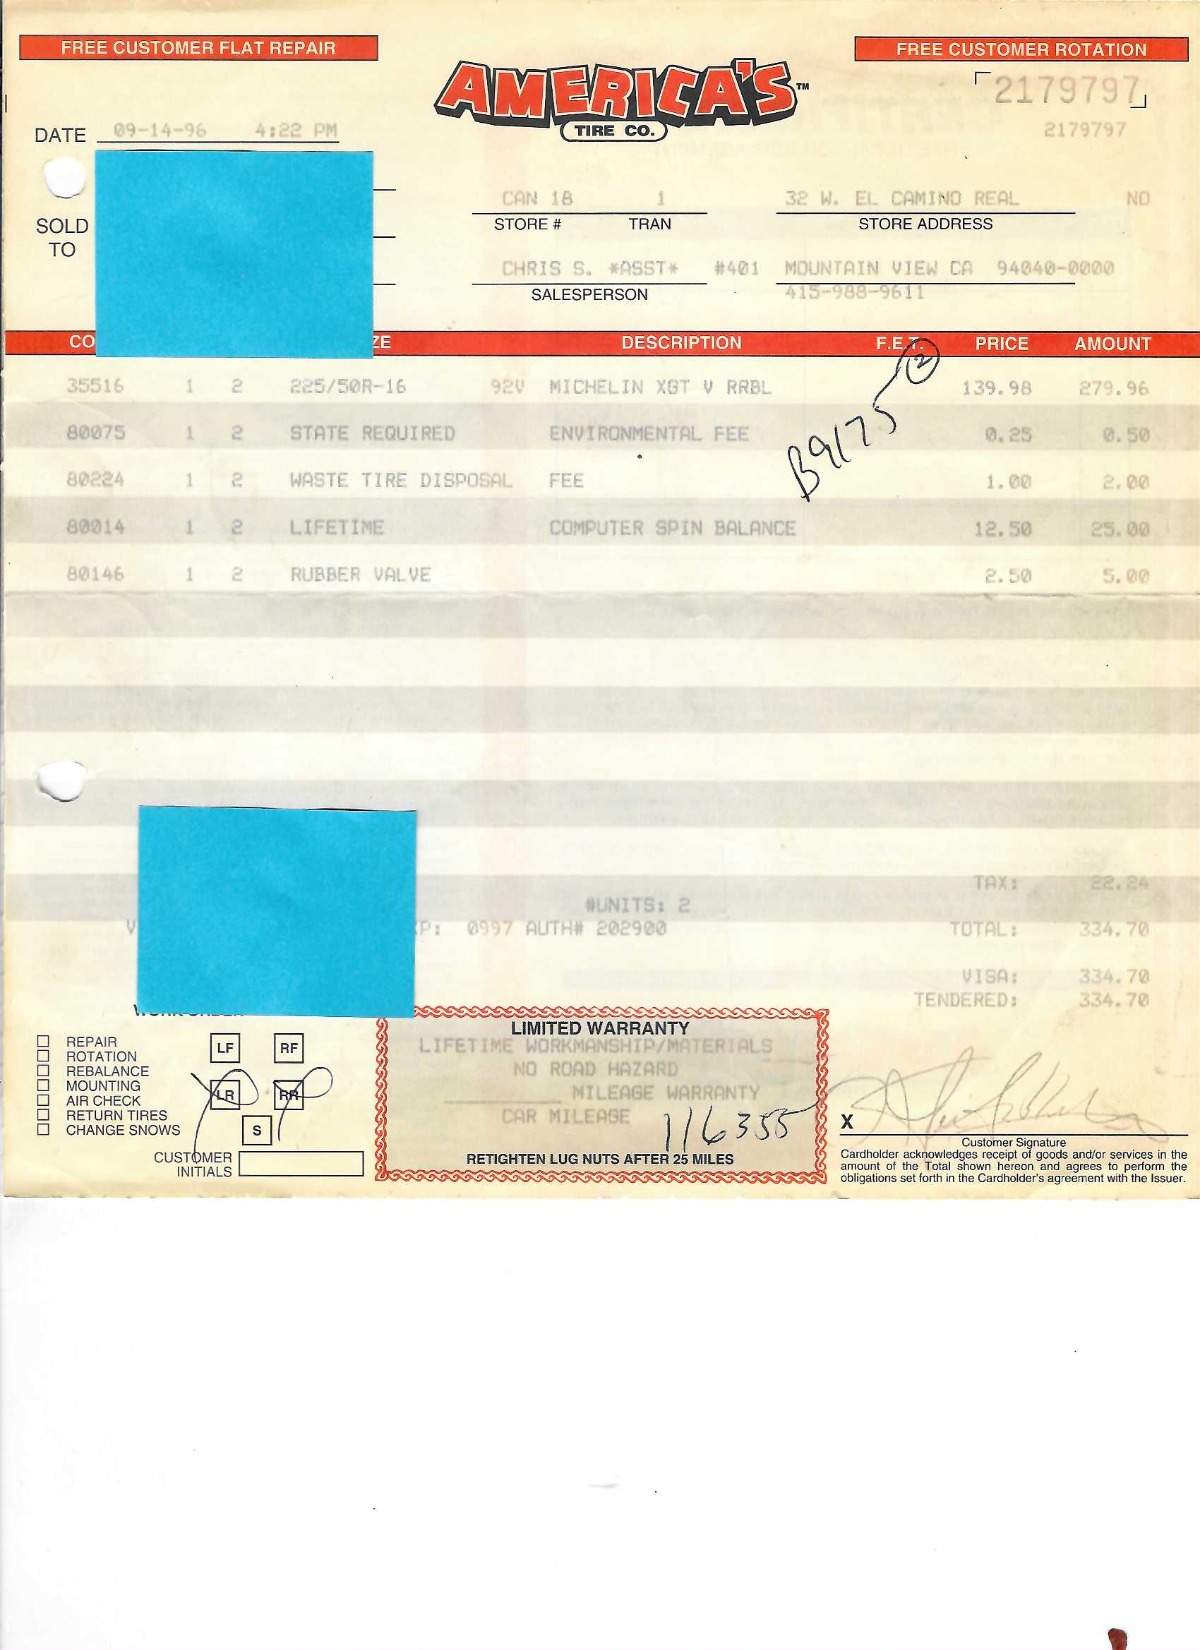 FREE CUSTOMER FLAT REPAIR
FREE CUSTOMER ROTATION
AMERICA'S™
TIRE CO.
2179797
DATE 09-14-96 4:22 PM
2179797
SOLD
TO
CAN 18 1 32 W. EL CAMINO REAL NO
STORE # TRAN STORE ADDRESS
CHRIS S. *ASST* #401 MOUNTAIN VIEW CA 94040-0000
SALESPERSON 415-988-9611
CO ZE DESCRIPTION F.E.T. PRICE AMOUNT
2
35516 1 2 225/50R-16 92V MICHELIN XGT V RRBL 139.98 279.96
B9175
80075 1 2 STATE REQUIRED ENVIRONMENTAL FEE 0.25 0.50
80224 1 2 WASTE TIRE DISPOSAL FEE 1.00 2.00
80014 1 2 LIFETIME COMPUTER SPIN BALANCE 12.50 25.00
80146 1 2 RUBBER VALVE 2.50 5.00
TAX: 22.24
#UNITS: 2
V XP: 0997 AUTH# 202900 TOTAL: 334.70
VISA: 334.70
TENDERED: 334.70
REPAIR
ROTATION
REBALANCE
MOUNTING
AIR CHECK
RETURN TIRES
CHANGE SNOWS
LF RF
LR RR
S
CUSTOMER
INITIALS
LIMITED WARRANTY
LIFETIME WORKMANSHIP/MATERIALS
NO ROAD HAZARD
MILEAGE WARRANTY
CAR MILEAGE 116355
RETIGHTEN LUG NUTS AFTER 25 MILES
X
Customer Signature
Cardholder acknowledges receipt of goods and/or services in the
amount of the Total shown hereon and agrees to perform the
obligations set forth in the Cardholder's agreement with the Issuer.